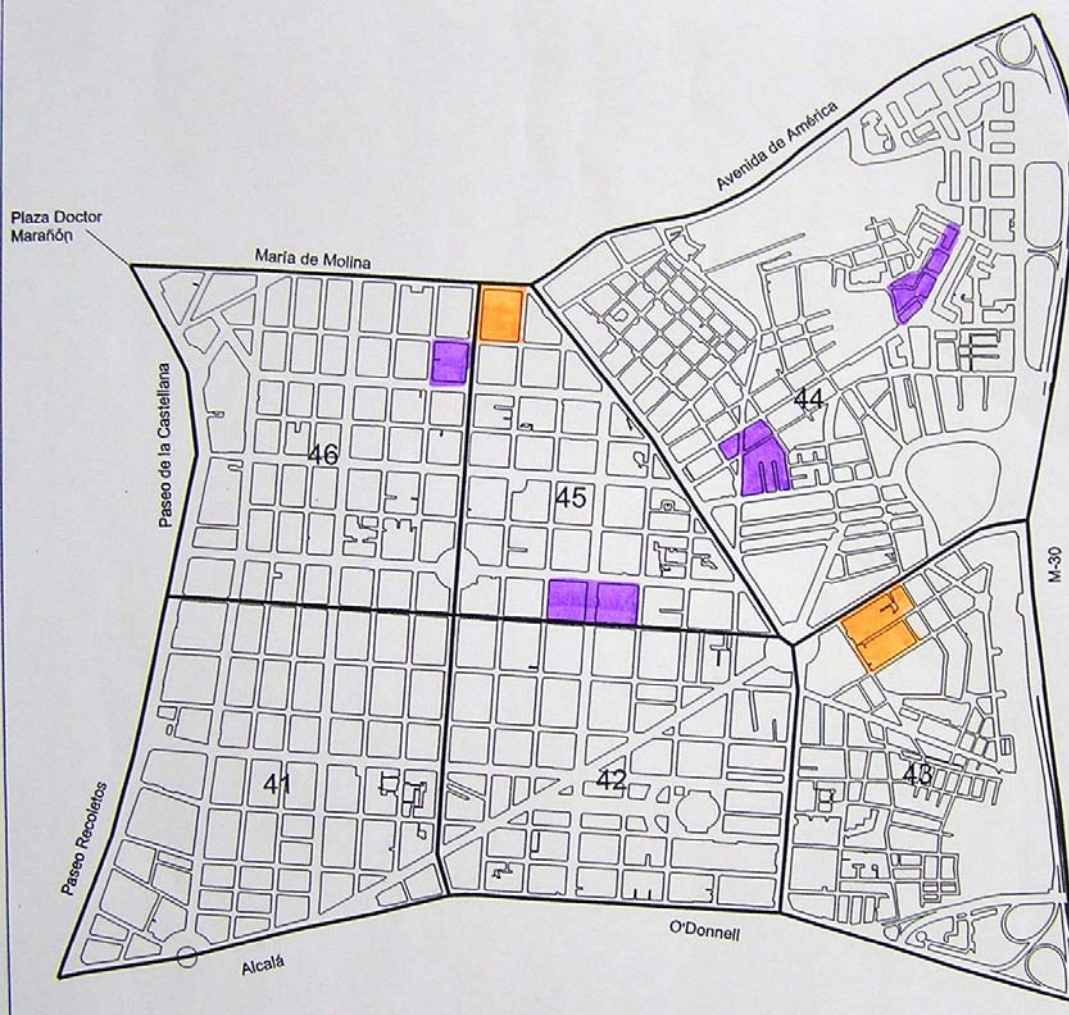 Avenida de América
Plaza Doctor
Marañón
María de Molina
Paseo de la Castellana
44
46
45
M-30
41
42
43
Paseo Recoletos
O'Donnell
Alcalá